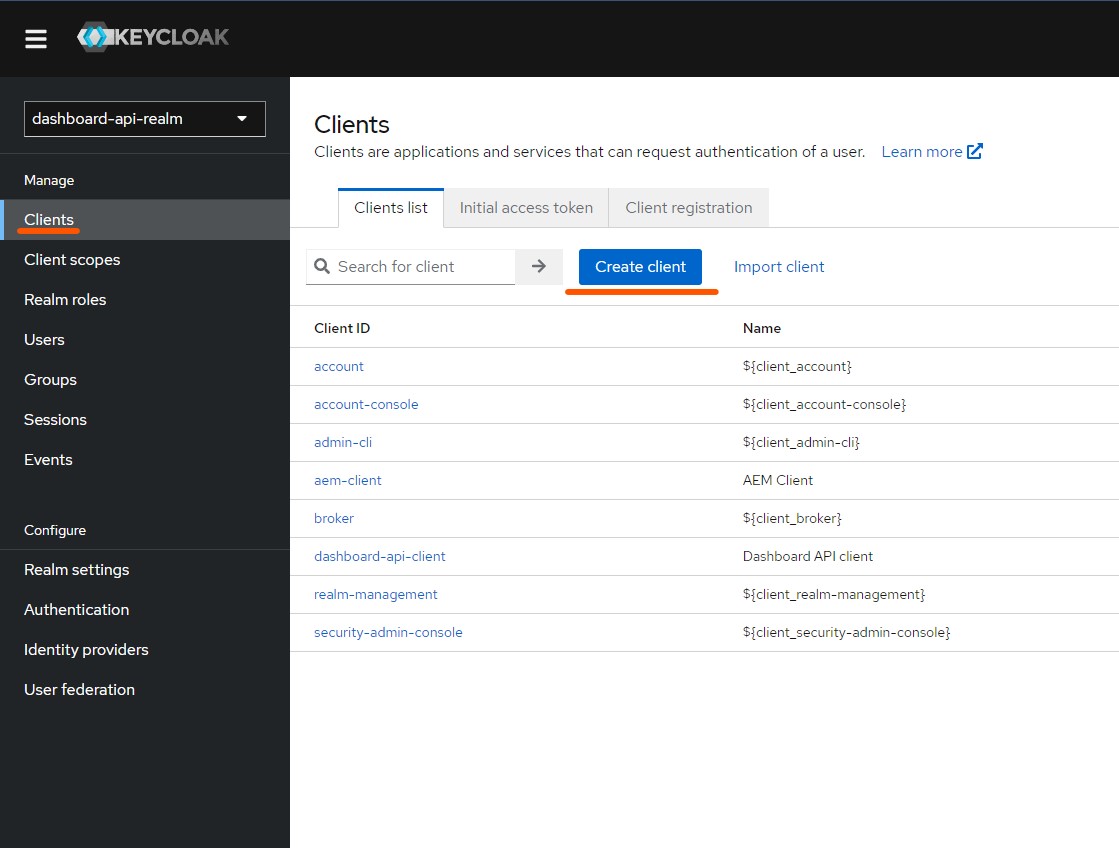 KEYCLOAK
dashboard-api-realm
Manage
Clients
Client scopes
Realm roles
Users
Groups
Sessions
Events
Configure
Realm settings
Authentication
Identity providers
User federation
Clients
Clients are applications and services that can request authentication of a user. Learn more
Clients list Initial access token Client registration
Search for client Create client Import client
Client ID Name
account ${client_account}
account-console ${client_account-console}
admin-cli ${client_admin-cli}
aem-client AEM Client
broker ${client_broker}
dashboard-api-client Dashboard API client
realm-management ${client_realm-management}
security-admin-console ${client_security-admin-console}